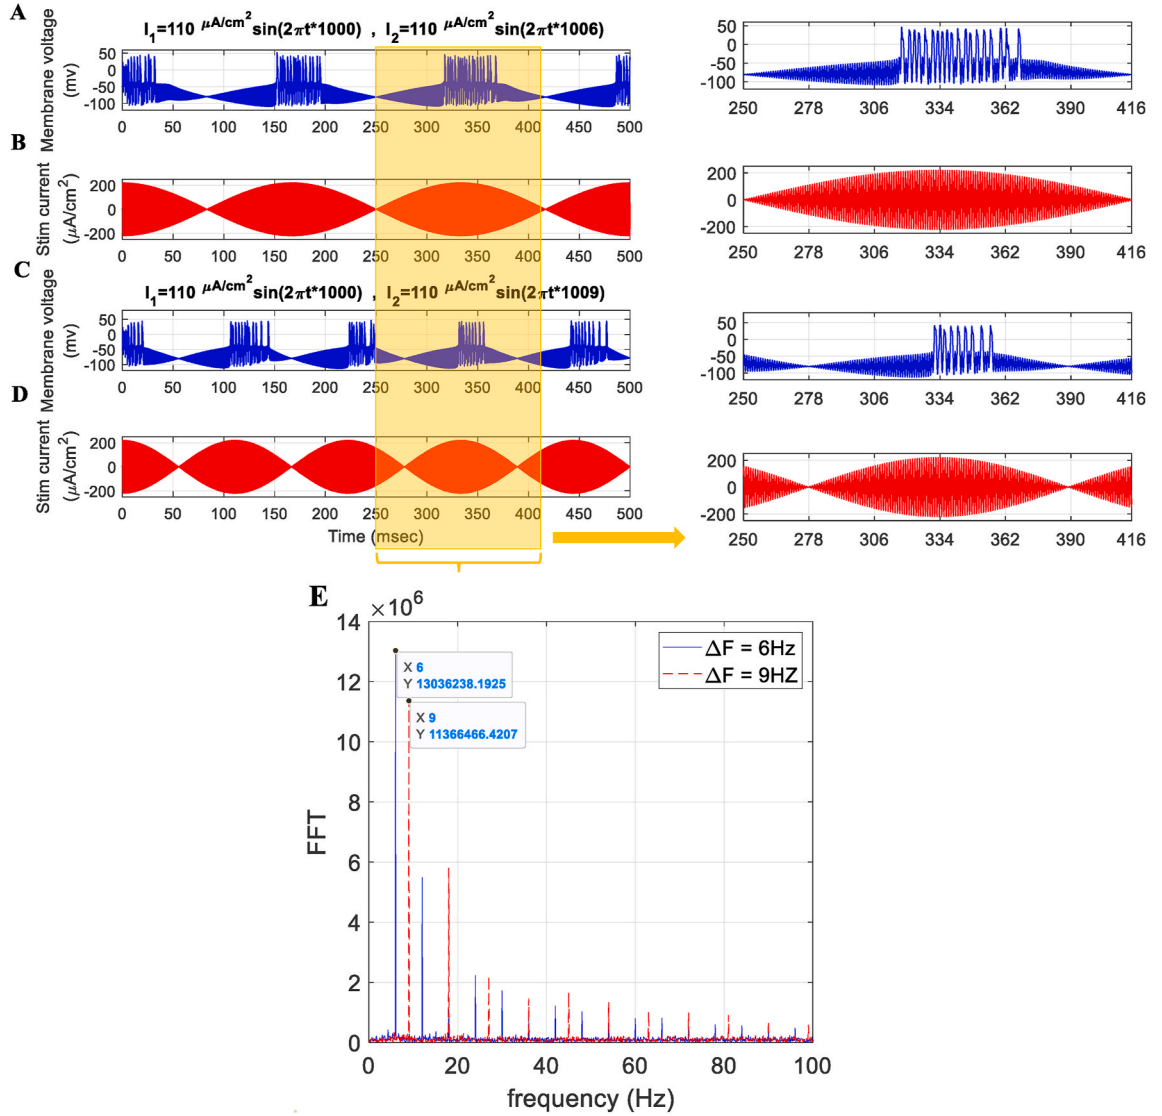 A
I1=110 μA/cm2 sin(2πt*1000) , I2=110 μA/cm2 sin(2πt*1006)
Membrane voltage
(mv)
50
0
-50
-100
0 50 100 150 200 250 300 350 400 450 500
50
0
-50
-100
250 278 306 334 362 390 416
B
Stim current
(μA/cm2)
200
0
-200
0 50 100 150 200 250 300 350 400 450 500
200
0
-200
250 278 306 334 362 390 416
C
I1=110 μA/cm2 sin(2πt*1000) , I2=110 μA/cm2 sin(2πt*1009)
Membrane voltage
(mv)
50
0
-50
-100
0 50 100 150 200 250 300 350 400 450 500
50
0
-50
-100
250 278 306 334 362 390 416
D
Stim current
(μA/cm2)
200
0
-200
0 50 100 150 200 250 300 350 400 450 500
Time (msec)
200
0
-200
250 278 306 334 362 390 416
E
×106
FFT
14
12
10
8
6
4
2
0
X 6
Y 13036238.1925
X 9
Y 11366466.4207
ΔF = 6Hz
ΔF = 9HZ
0 20 40 60 80 100
frequency (Hz)